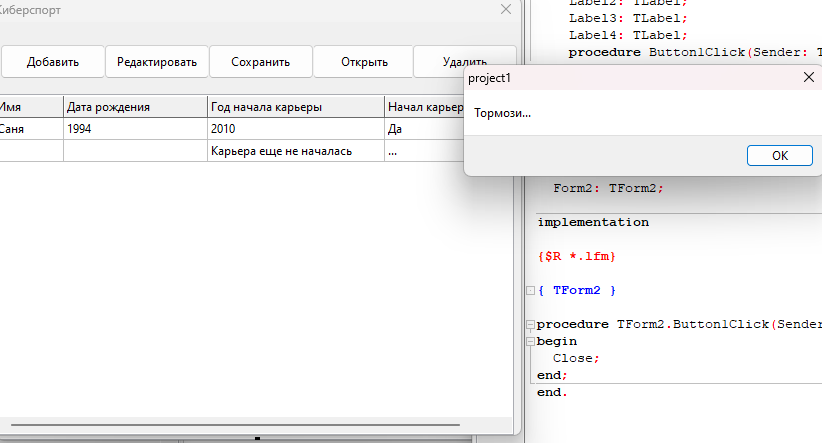 Киберспорт
Добавить
Редактировать
Сохранить
Открыть
Удалить
Имя
Дата рождения
Год начала карьеры
Начал карьер
Саня
1994
2010
Да
Карьера еще не началась
...
Label2: TLabel;
Label3: TLabel;
Label4: TLabel;
procedure Button1Click(Sender: T
project1
Тормози...
OK
Form2: TForm2;
implementation
{$R *.lfm}
{ TForm2 }
procedure TForm2.Button1Click(Sender
begin
Close;
end;
end.